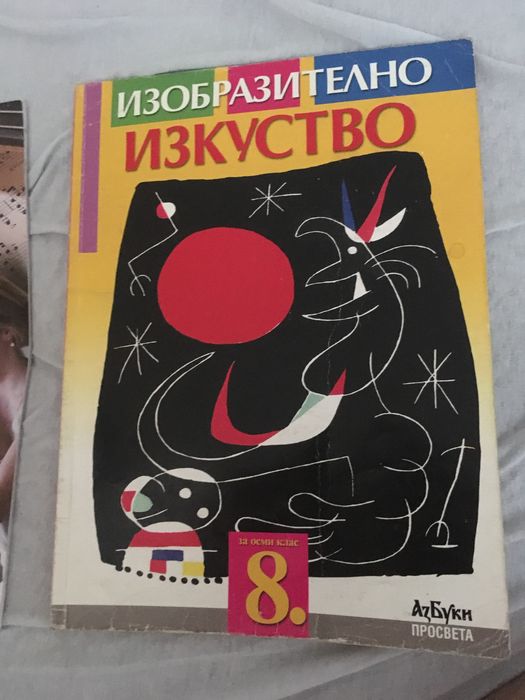 ИЗОБРАЗИТЕЛНО
ИЗКУСТВО
за осми клас
8.
АзБуки
ПРОСВЕТА